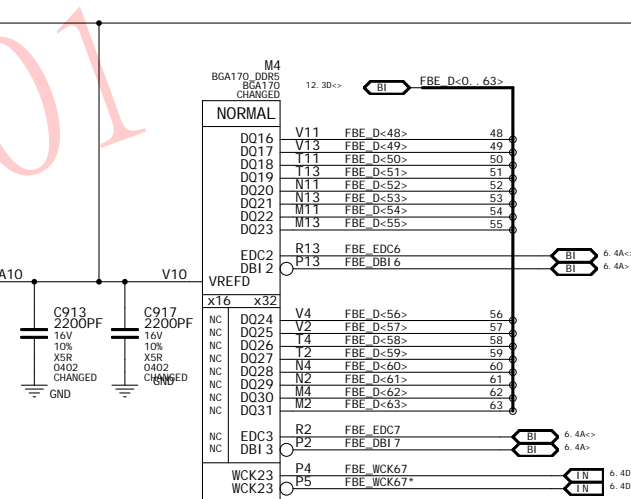 01
M4
BGA170_DDR5
BGA170
CHANGED
12.3D<> BI FBE_D<0..63>
NORMAL
DQ16 V11 FBE_D<48> 48
DQ17 V13 FBE_D<49> 49
DQ18 T11 FBE_D<50> 50
DQ19 T13 FBE_D<51> 51
DQ20 N11 FBE_D<52> 52
DQ21 N13 FBE_D<53> 53
DQ22 M11 FBE_D<54> 54
DQ23 M13 FBE_D<55> 55
EDC2 R13 FBE_EDC6 BI 6.4A<>
DBI2 P13 FBE_DBI6 BI 6.4A>
A10 V10 VREFD
x16 x32
NC DQ24 V4 FBE_D<56> 56
NC DQ25 V2 FBE_D<57> 57
NC DQ26 T4 FBE_D<58> 58
NC DQ27 T2 FBE_D<59> 59
NC DQ28 N4 FBE_D<60> 60
NC DQ29 N2 FBE_D<61> 61
NC DQ30 M4 FBE_D<62> 62
NC DQ31 M2 FBE_D<63> 63
NC EDC3 R2 FBE_EDC7 BI 6.4A<>
NC DBI3 P2 FBE_DBI7 BI 6.4A>
WCK23 P4 FBE_WCK67 IN 6.4D
WCK23 P5 FBE_WCK67* IN 6.4D
C913
2200PF
16V
10%
X5R
0402
CHANGED
GND
C917
2200PF
16V
10%
X5R
0402
CHANGED
GND